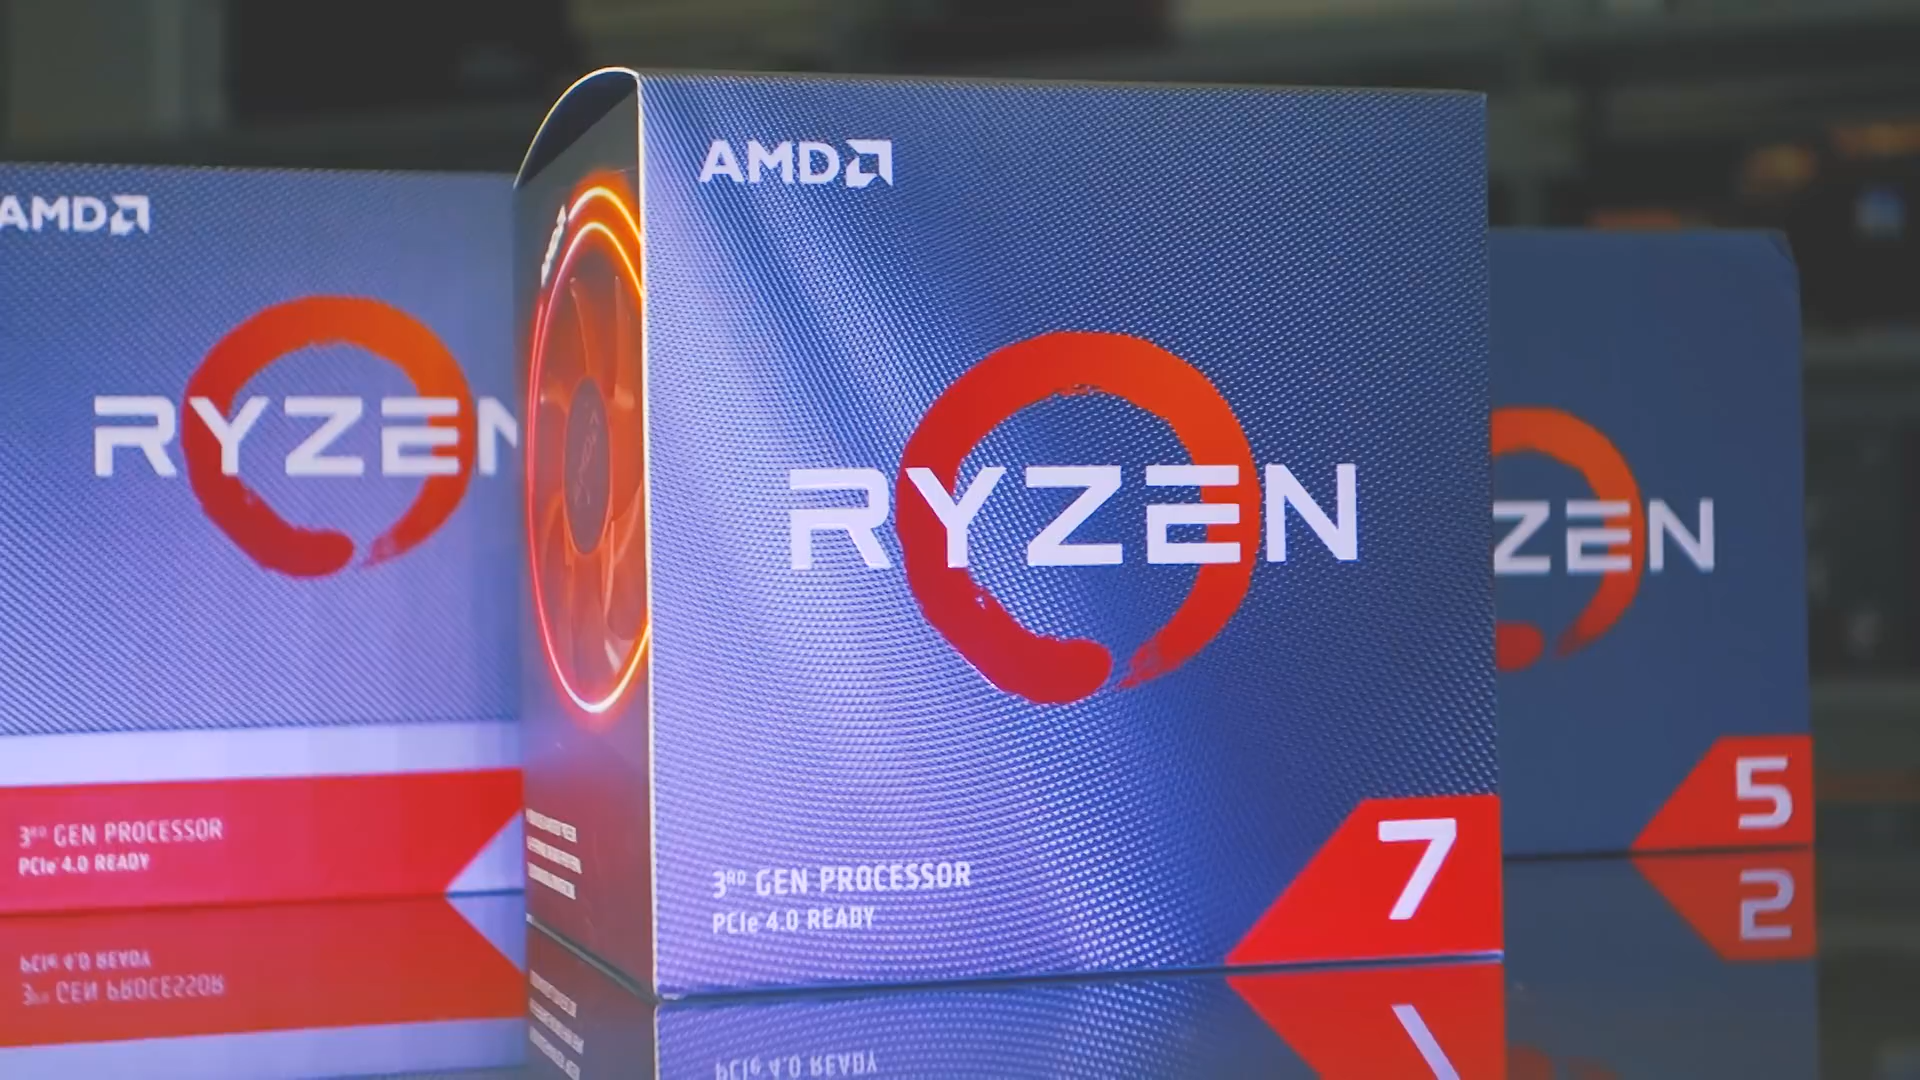 AMD
RYZEN
3RD GEN PROCESSOR
PCIe 4.0 READY
AMD
RYZEN
3RD GEN PROCESSOR
PCIe 4.0 READY
7
ZEN
5